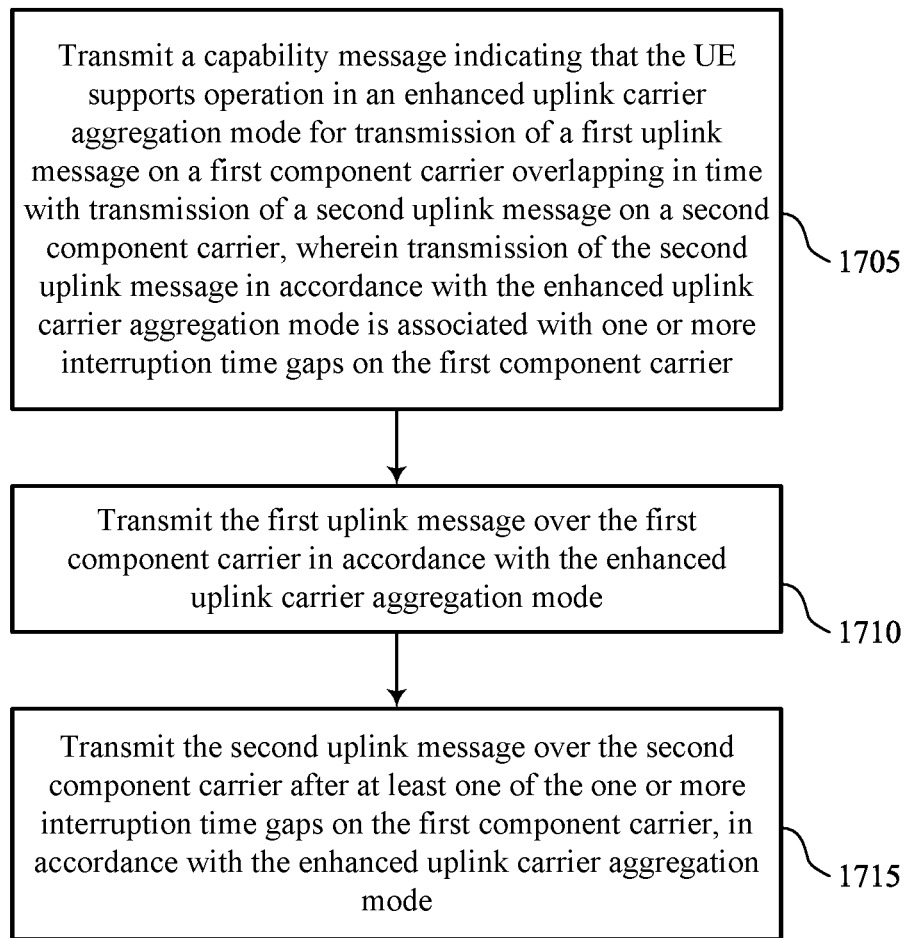 Transmit a capability message indicating that the UE
supports operation in an enhanced uplink carrier
aggregation mode for transmission of a first uplink
message on a first component carrier overlapping in time
with transmission of a second uplink message on a second
component carrier, wherein transmission of the second
uplink message in accordance with the enhanced uplink
carrier aggregation mode is associated with one or more
interruption time gaps on the first component carrier
1705
Transmit the first uplink message over the first
component carrier in accordance with the enhanced
uplink carrier aggregation mode
1710
Transmit the second uplink message over the second
component carrier after at least one of the one or more
interruption time gaps on the first component carrier, in
accordance with the enhanced uplink carrier aggregation
mode
1715